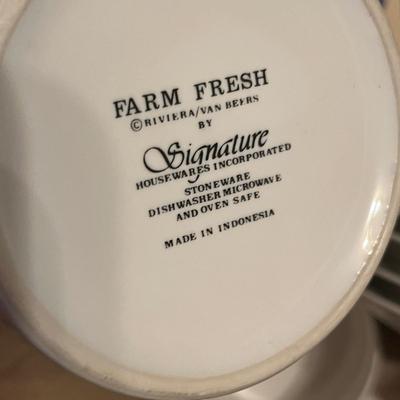 FARM FRESH
©RIVIERA/VAN BEERS
BY
Signature
HOUSEWARES INCORPORATED
STONEWARE
DISHWASHER MICROWAVE
AND OVEN SAFE
MADE IN INDONESIA